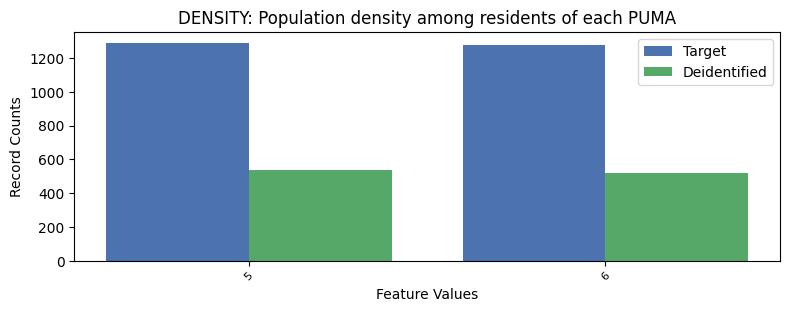 DENSITY: Population density among residents of each PUMA
Target
Deidentified
Record Counts
1200
1000
800
600
400
200
0
5
6
Feature Values